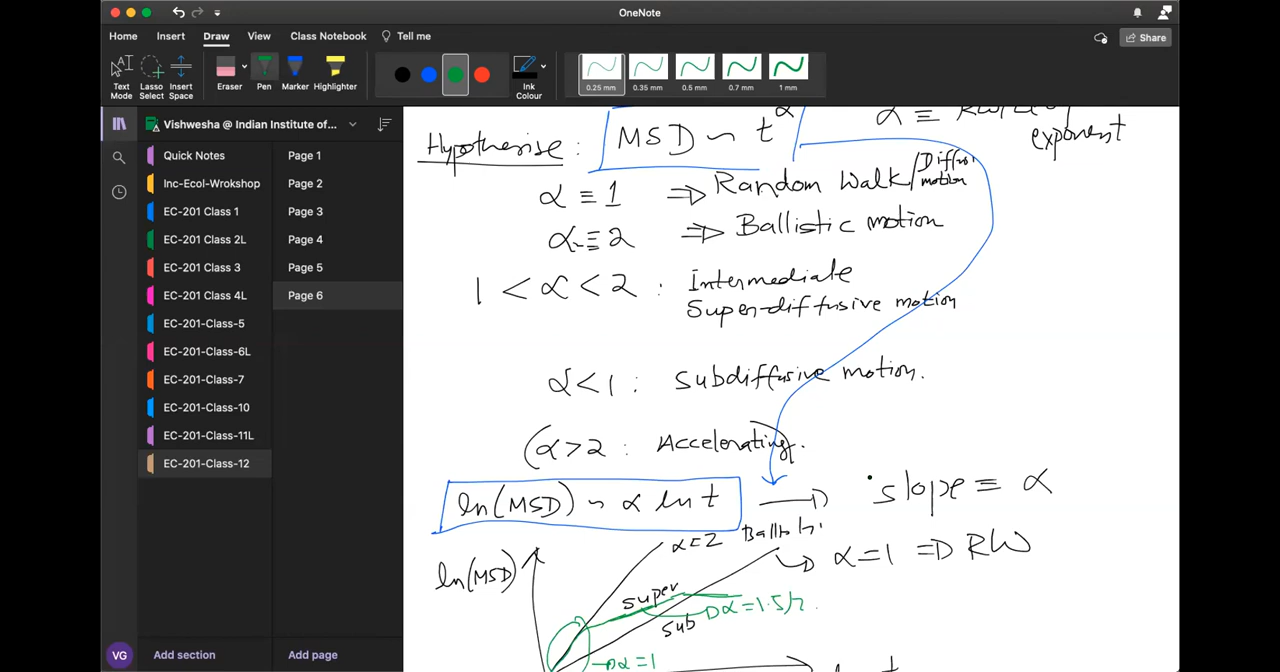 OneNote
Home Insert Draw View Class Notebook Tell me
Share
Text Mode
Lasso Select
Insert Space
Eraser
Pen
Marker
Highlighter
Ink Colour
0.25 mm 0.35 mm 0.5 mm 0.7 mm 1 mm
Vishwesha @ Indian Institute of...
Quick Notes
Inc-Ecol-Wrokshop
EC-201 Class 1
EC-201 Class 2L
EC-201 Class 3
EC-201 Class 4L
EC-201-Class-5
EC-201-Class-6L
EC-201-Class-7
EC-201-Class-10
EC-201-Class-11L
EC-201-Class-12
Page 1
Page 2
Page 3
Page 4
Page 5
Page 6
VG
Add section
Add page
Hypothesise : MSD ~ t^α α ≡
exponent
α ≡ 1 ⇒ Random Walk/
motion
α ≡ 2 ⇒ Ballistic motion
1 < α < 2 : Intermediate
Super-diffusive motion
α < 1 : Subdiffusive motion.
(α > 2 : Accelerating).
ln(MSD) ~ α ln t → slope ≡ α
α = 2
α = 1 ⇒ RW
ln(MSD)
super
sub
α = 1